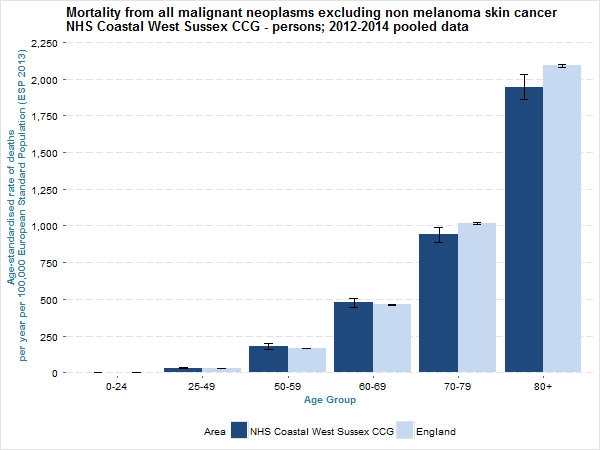 Mortality from all malignant neoplasms excluding non melanoma skin cancer
NHS Coastal West Sussex CCG - persons; 2012-2014 pooled data
Age-standardised rate of deaths
per year per 100,000 European Standard Population (ESP 2013)
2,250
2,000
1,750
1,500
1,250
1,000
750
500
250
0
0-24 25-49 50-59 60-69 70-79 80+
Age Group
Area NHS Coastal West Sussex CCG England